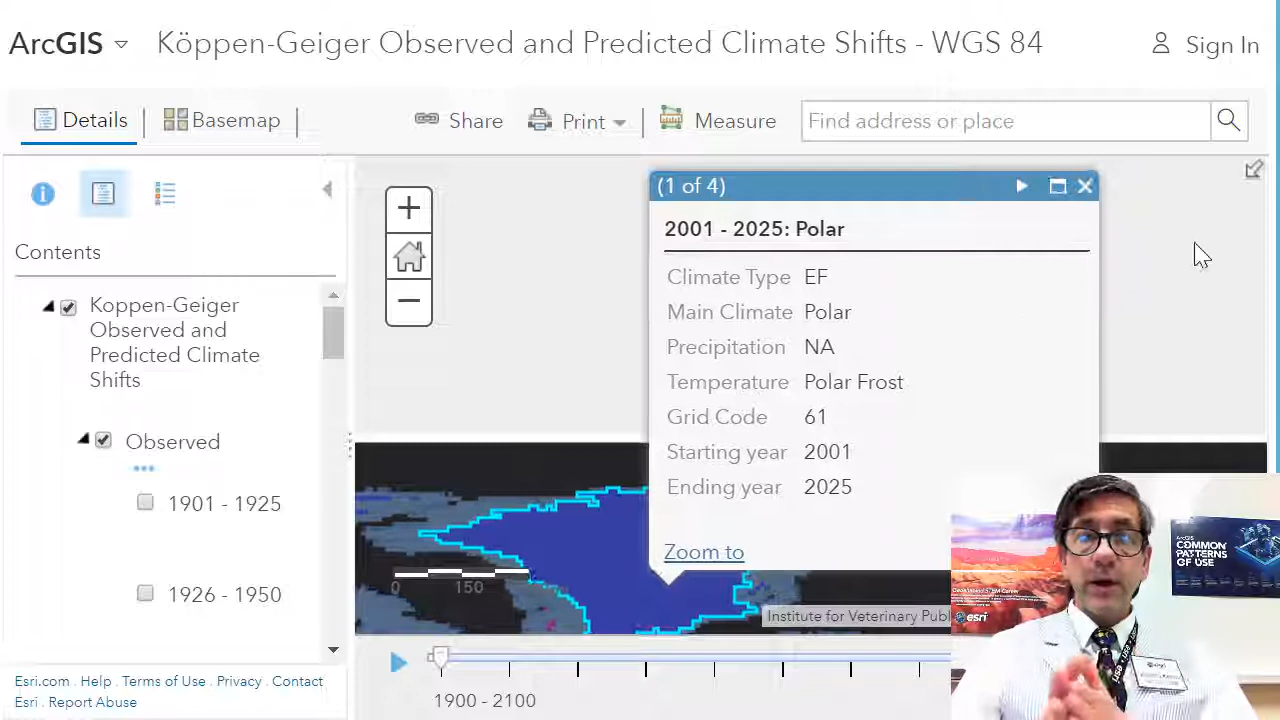 ArcGIS
Köppen-Geiger Observed and Predicted Climate Shifts - WGS 84
Sign In
Details
Basemap
Share
Print
Measure
Find address or place
Contents
Koppen-Geiger
Observed and
Predicted Climate
Shifts
Observed
1901 - 1925
1926 - 1950
(1 of 4)
2001 - 2025: Polar
Climate Type EF
Main Climate Polar
Precipitation NA
Temperature Polar Frost
Grid Code 61
Starting year 2001
Ending year 2025
Zoom to
0 150
Institute for Veterinary Publ
1900 - 2100
Esri.com . Help . Terms of Use . Privacy . Contact
Esri . Report Abuse
esri
ArcGIS
COMMON
PATTERNS
OF USE
esri